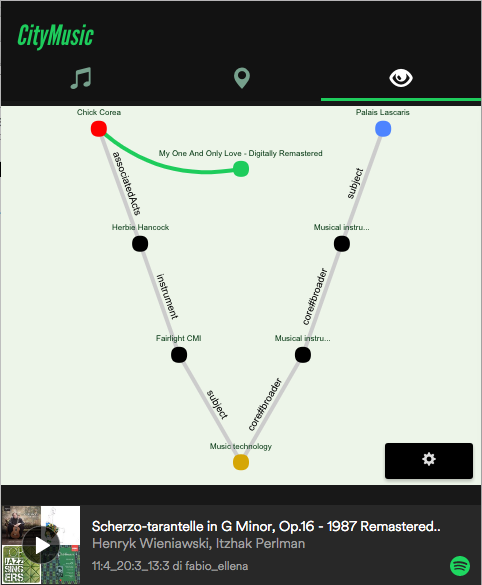 CityMusic
Chick Corea
Palais Lascaris
My One And Only Love - Digitally Remastered
associatedActs
subject
Herbie Hancock
Musical instru...
instrument
core#broader
Fairlight CMI
Musical instru...
subject
core#broader
Music technology
Scherzo-tarantelle in G Minor, Op.16 - 1987 Remastered..
Henryk Wieniawski, Itzhak Perlman
11:4_20:3_13:3 di fabio_ellena
JAZZ
SING
ERS